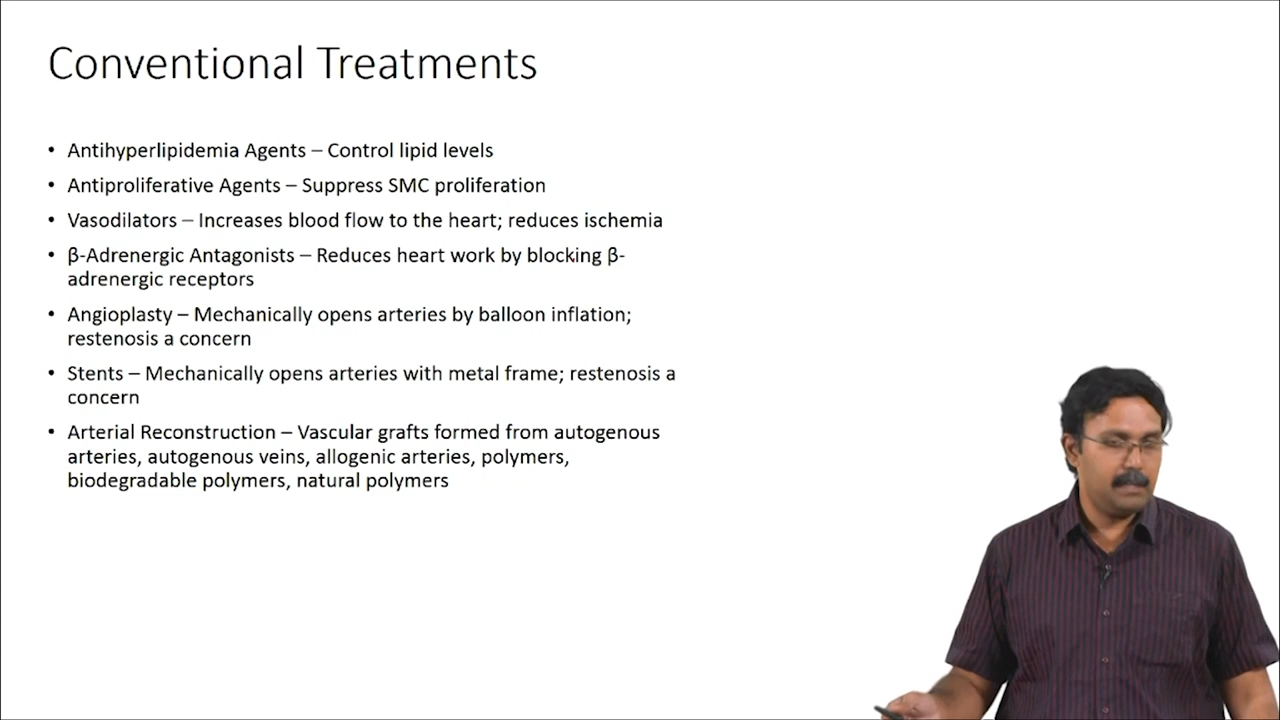 Conventional Treatments
• Antihyperlipidemia Agents – Control lipid levels
• Antiproliferative Agents – Suppress SMC proliferation
• Vasodilators – Increases blood flow to the heart; reduces ischemia
• β-Adrenergic Antagonists – Reduces heart work by blocking β-
adrenergic receptors
• Angioplasty – Mechanically opens arteries by balloon inflation;
restenosis a concern
• Stents – Mechanically opens arteries with metal frame; restenosis a
concern
• Arterial Reconstruction – Vascular grafts formed from autogenous
arteries, autogenous veins, allogenic arteries, polymers,
biodegradable polymers, natural polymers